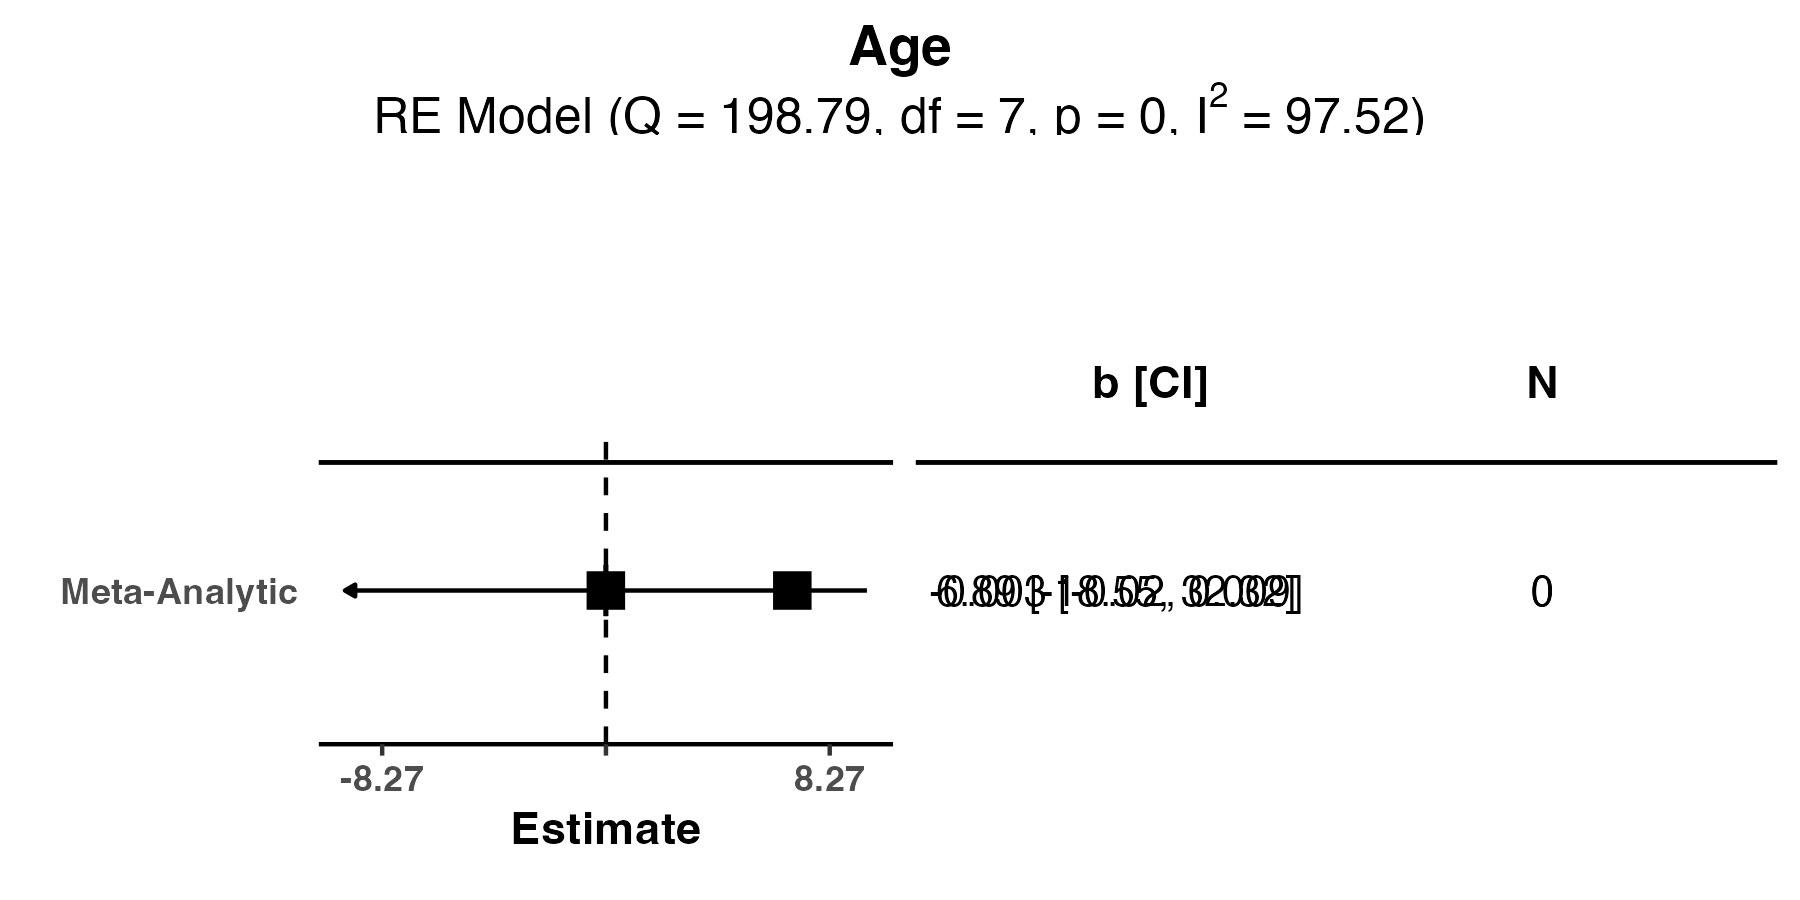 Age
RE Model (Q = 198.79, df = 7, p = 0, I² = 97.52)
b [CI] N
Meta-Analytic 0
-8.27 8.27
Estimate